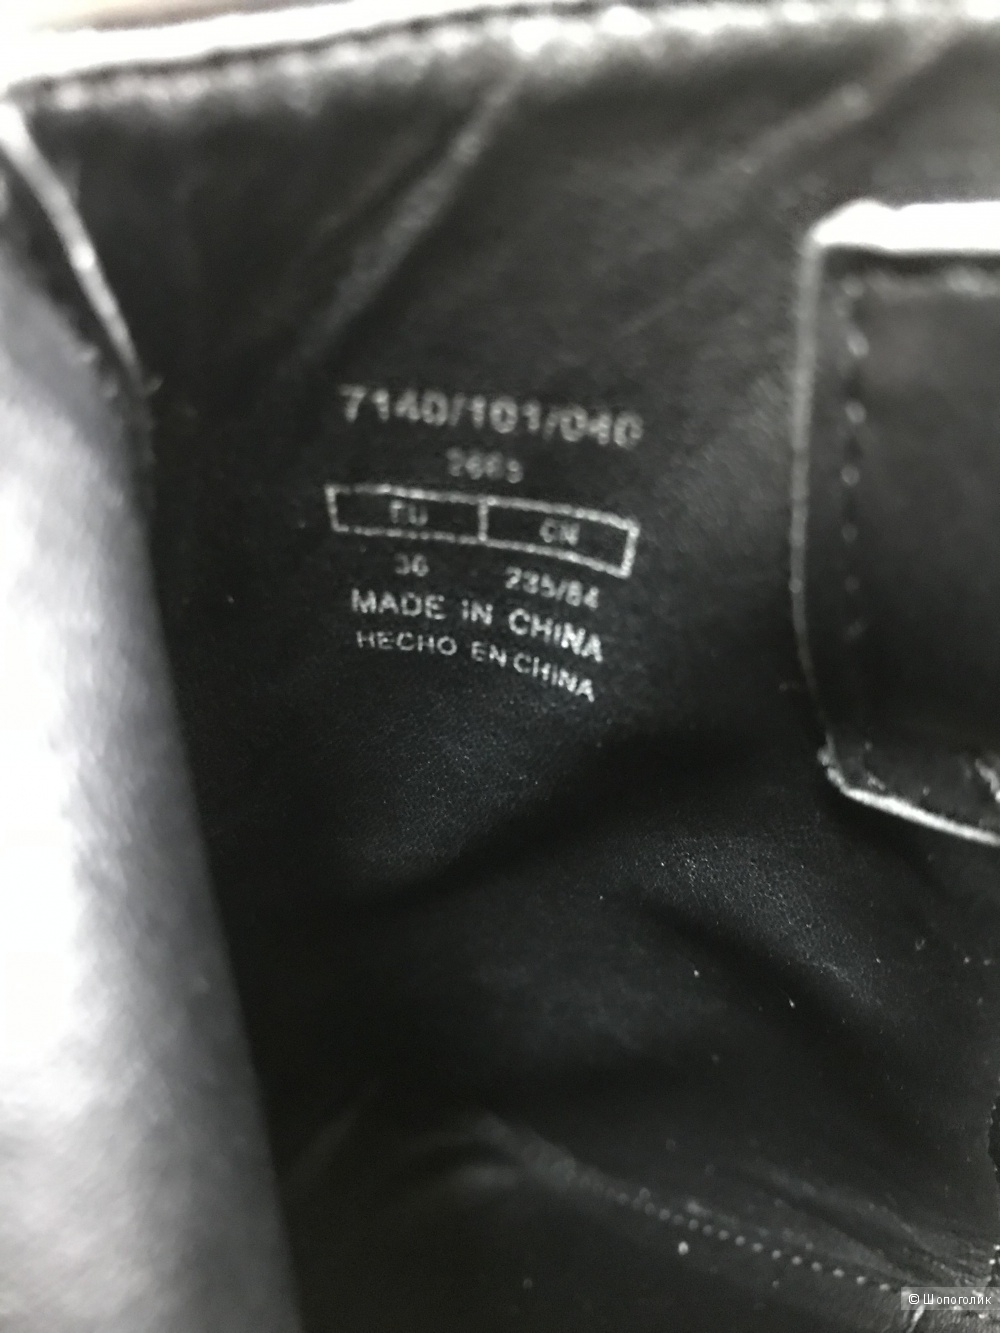 7140/101/040
EU CN
36 235/84
MADE IN CHINA
HECHO EN CHINA
© Шопоголик